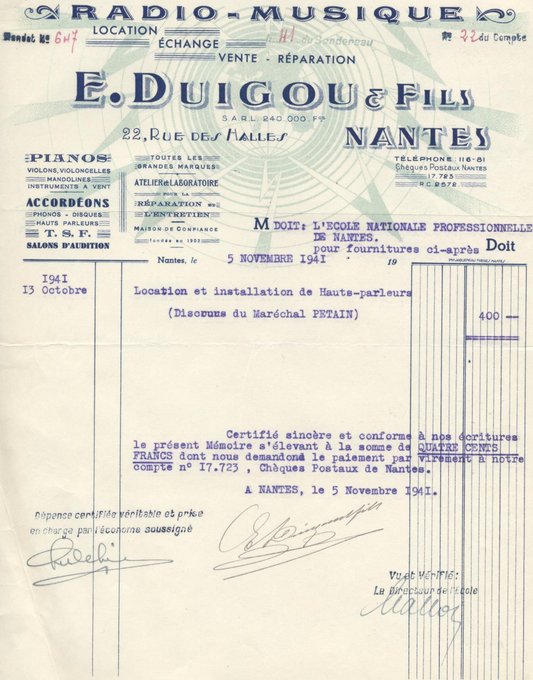 RADIO - MUSIQUE
LOCATION
ÉCHANGE
VENTE - RÉPARATION
Mandat No 647
No 22 du Compte
E. DUIGOU & FILS
S.A.R.L. 240.000. Frs
22, RUE DES HALLES
NANTES
TÉLÉPHONE 116-81
Chèques Postaux NANTES
17.723
R.C. 2572
PIANOS
VIOLONS, VIOLONCELLES
MANDOLINES
INSTRUMENTS A VENT
ACCORDÉONS
PHONOS - DISQUES
HAUTS PARLEURS
T.S.F.
SALONS D'AUDITION
TOUTES LES
GRANDES MARQUES
ATELIER et LABORATOIRE
POUR LA
RÉPARATION et
L'ENTRETIEN
MAISON DE CONFIANCE
fondée en 1902
M DOIT: L'ECOLE NATIONALE PROFESSIONNELLE
DE NANTES.
pour fournitures ci-après Doit
Nantes, le 5 NOVEMBRE 1941 19
1941
13 Octobre Location et installation de Hauts-parleurs
(Discours du Maréchal PETAIN) 400 —
Certifié sincère et conforme à nos écritures
le présent Mémoire s'élevant à la somme de QUATRE CENTS
FRANCS dont nous demandons le paiement par virement à notre
compte n° 17.723 , Chèques Postaux de Nantes.
A NANTES, le 5 Novembre 1941.
Dépense certifiée véritable et prise
en charge par l'économe soussigné
Vu et Vérifié:
Le Directeur de l'École